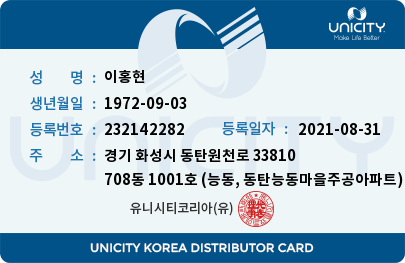 UNICITY
Make Life Better
성 명 : 이홍현
생년월일 : 1972-09-03
등록번호 : 232142282 등록일자 : 2021-08-31
주 소 : 경기 화성시 동탄원천로 33810
708동 1001호 (능동, 동탄능동마을주공아파트)
유니시티코리아(유)
UNICITY KOREA DISTRIBUTOR CARD
UNICITY